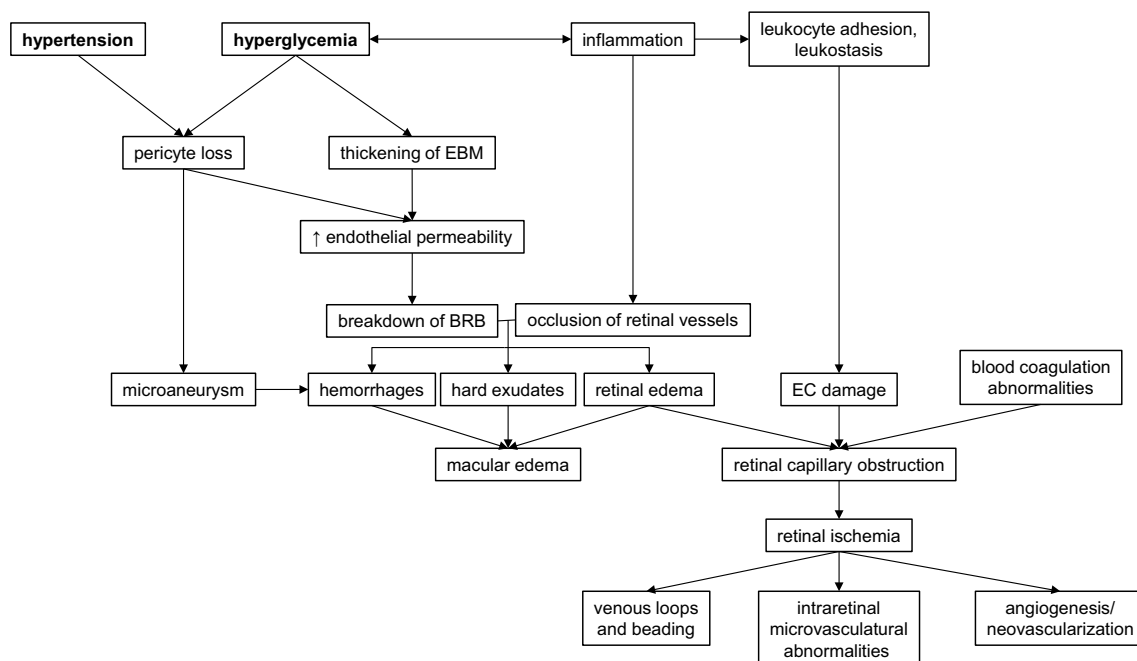 hypertension
hyperglycemia
inflammation
leukocyte adhesion,
leukostasis
pericyte loss
thickening of EBM
↑ endothelial permeability
breakdown of BRB
occlusion of retinal vessels
microaneurysm
hemorrhages
hard exudates
retinal edema
EC damage
blood coagulation
abnormalities
macular edema
retinal capillary obstruction
retinal ischemia
venous loops
and beading
intraretinal
microvasculatural
abnormalities
angiogenesis/
neovascularization